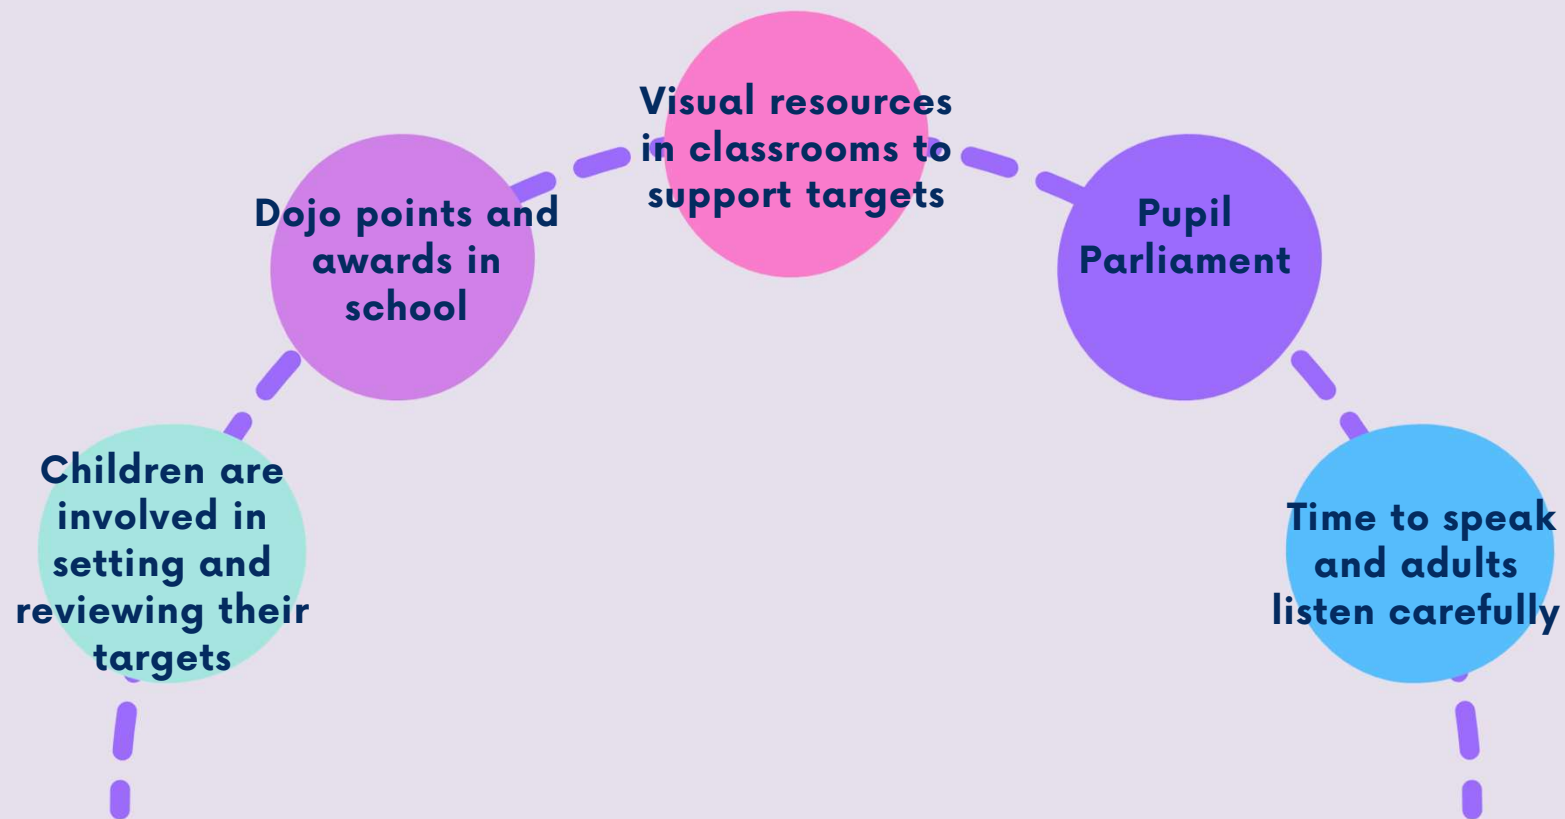 Visual resources
in classrooms to
support targets
Dojo points and
awards in
school
Pupil
Parliament
Children are
involved in
setting and
reviewing their
targets
Time to speak
and adults
listen carefully